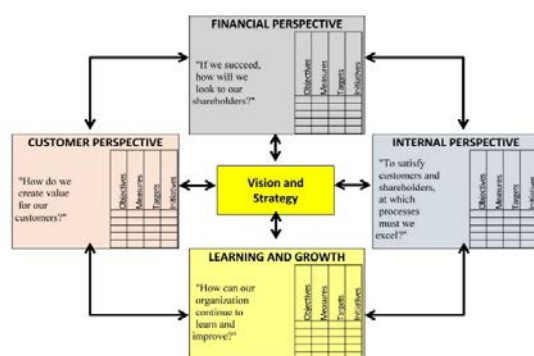 FINANCIAL PERSPECTIVE
"If we succeed,
how will we
look to our
shareholders?"
Objectives
Measures
Targets
Initiatives
CUSTOMER PERSPECTIVE
"How do we
create value
for our
customers?"
Objectives
Measures
Targets
Initiatives
Vision and
Strategy
INTERNAL PERSPECTIVE
"To satisfy
customers and
shareholders,
at which
processes
must we
excel?"
Objectives
Measures
Targets
Initiatives
LEARNING AND GROWTH
"How can our
organization
continue to
learn and
improve?"
Objectives
Measures
Targets
Initiatives